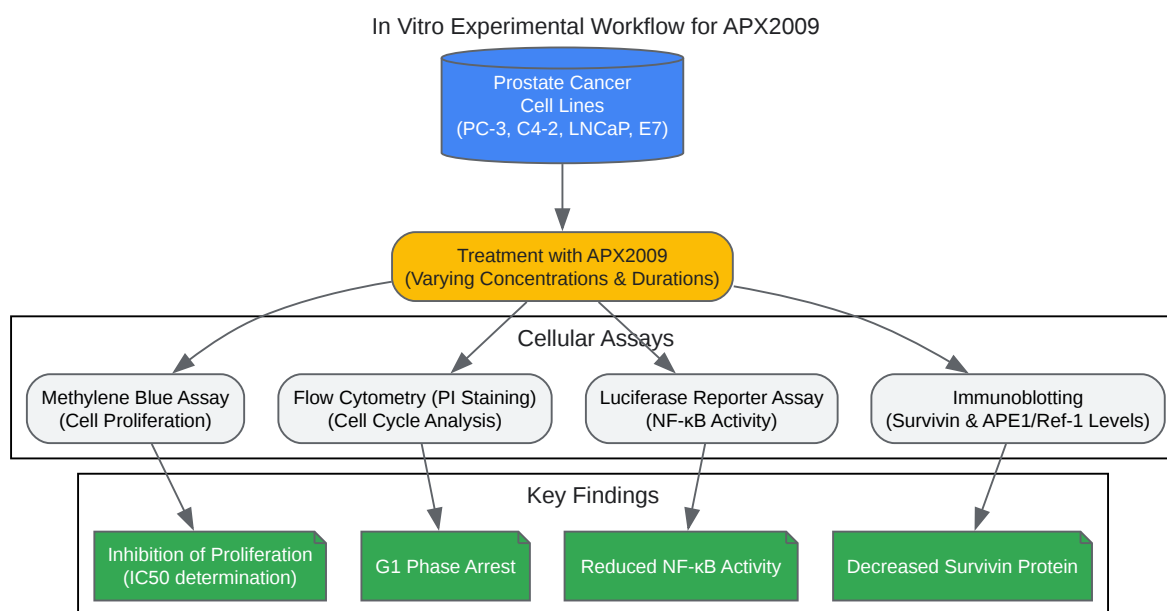 In Vitro Experimental Workflow for APX2009
Prostate Cancer
Cell Lines
(PC-3, C4-2, LNCaP, E7)
Treatment with APX2009
(Varying Concentrations & Durations)
Cellular Assays
Methylene Blue Assay
(Cell Proliferation)
Flow Cytometry (PI Staining)
(Cell Cycle Analysis)
Luciferase Reporter Assay
(NF-κB Activity)
Immunoblotting
(Survivin & APE1/Ref-1 Levels)
Key Findings
Inhibition of Proliferation
(IC50 determination)
G1 Phase Arrest
Reduced NF-κB Activity
Decreased Survivin Protein